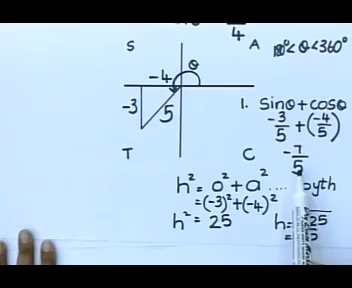 4
S
A
180°<θ<360°
θ
-4
-3
5
1. Sinθ+cosθ
-3/5 + (-4/5)
-7/5
T
C
h² = o² + a² .... pyth
= (-3)² + (-4)²
h² = 25
h = 25
= 5